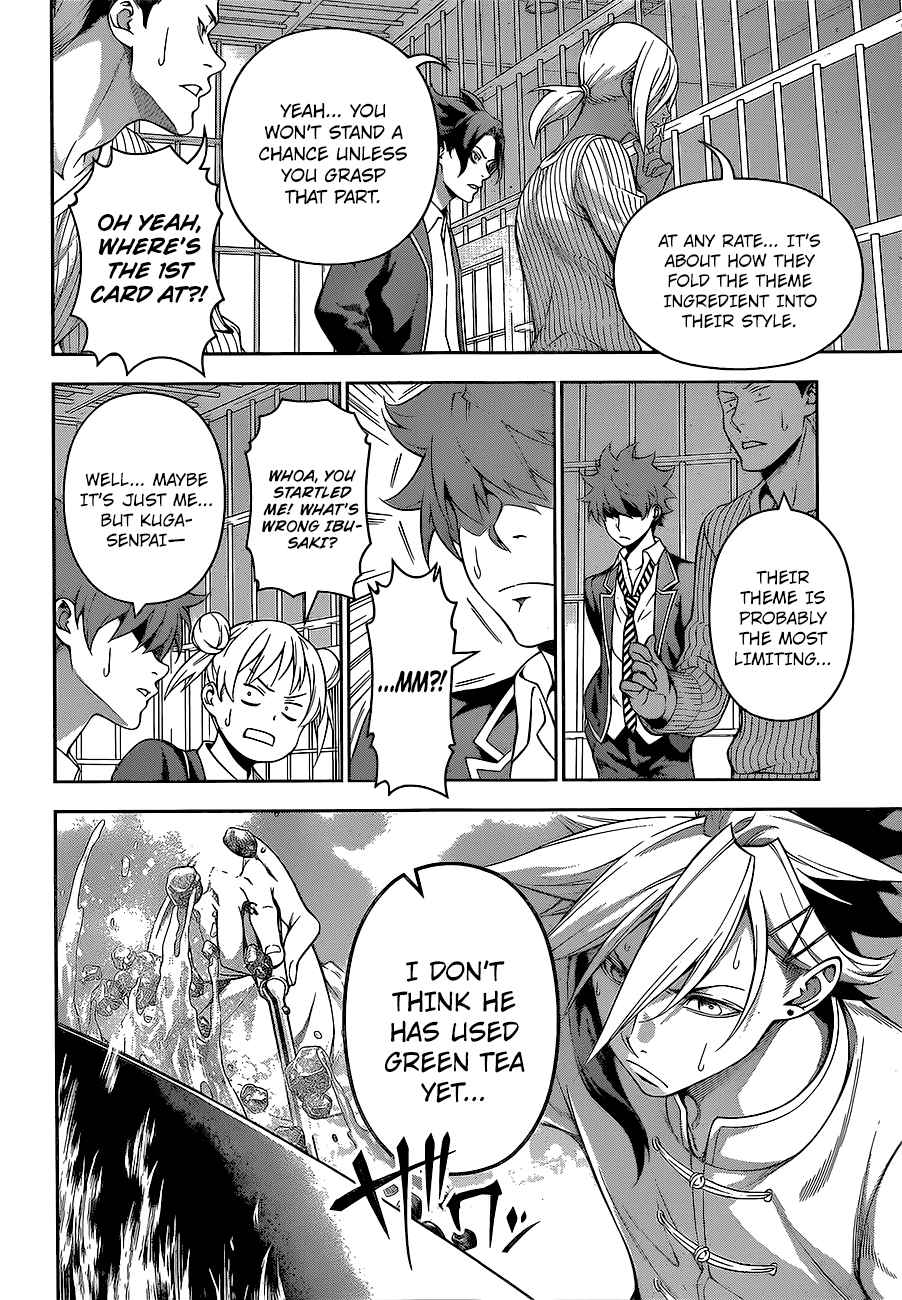 AT ANY RATE... IT'S
ABOUT HOW THEY
FOLD THE THEME
INGREDIENT INTO
THEIR STYLE.
YEAH... YOU
WON'T STAND A
CHANCE UNLESS
YOU GRASP
THAT PART.
OH YEAH,
WHERE'S
THE 1ST
CARD AT?!
THEIR
THEME IS
PROBABLY
THE MOST
LIMITING...
...MM?!
WHOA, YOU
STARTLED
ME! WHAT'S
WRONG IBU-
SAKI?
WELL... MAYBE
IT'S JUST ME...
BUT KUGA-
SENPAI—
I DON'T
THINK HE
HAS USED
GREEN TEA
YET...
ザワッ